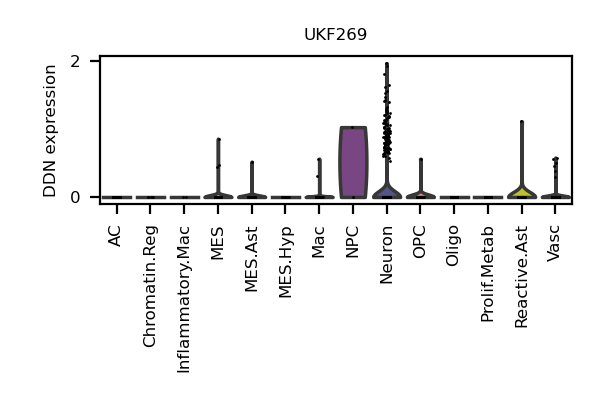 UKF269
DDN expression
2
0
AC
Chromatin.Reg
Inflammatory.Mac
MES
MES.Ast
MES.Hyp
Mac
NPC
Neuron
OPC
Oligo
Prolif.Metab
Reactive.Ast
Vasc